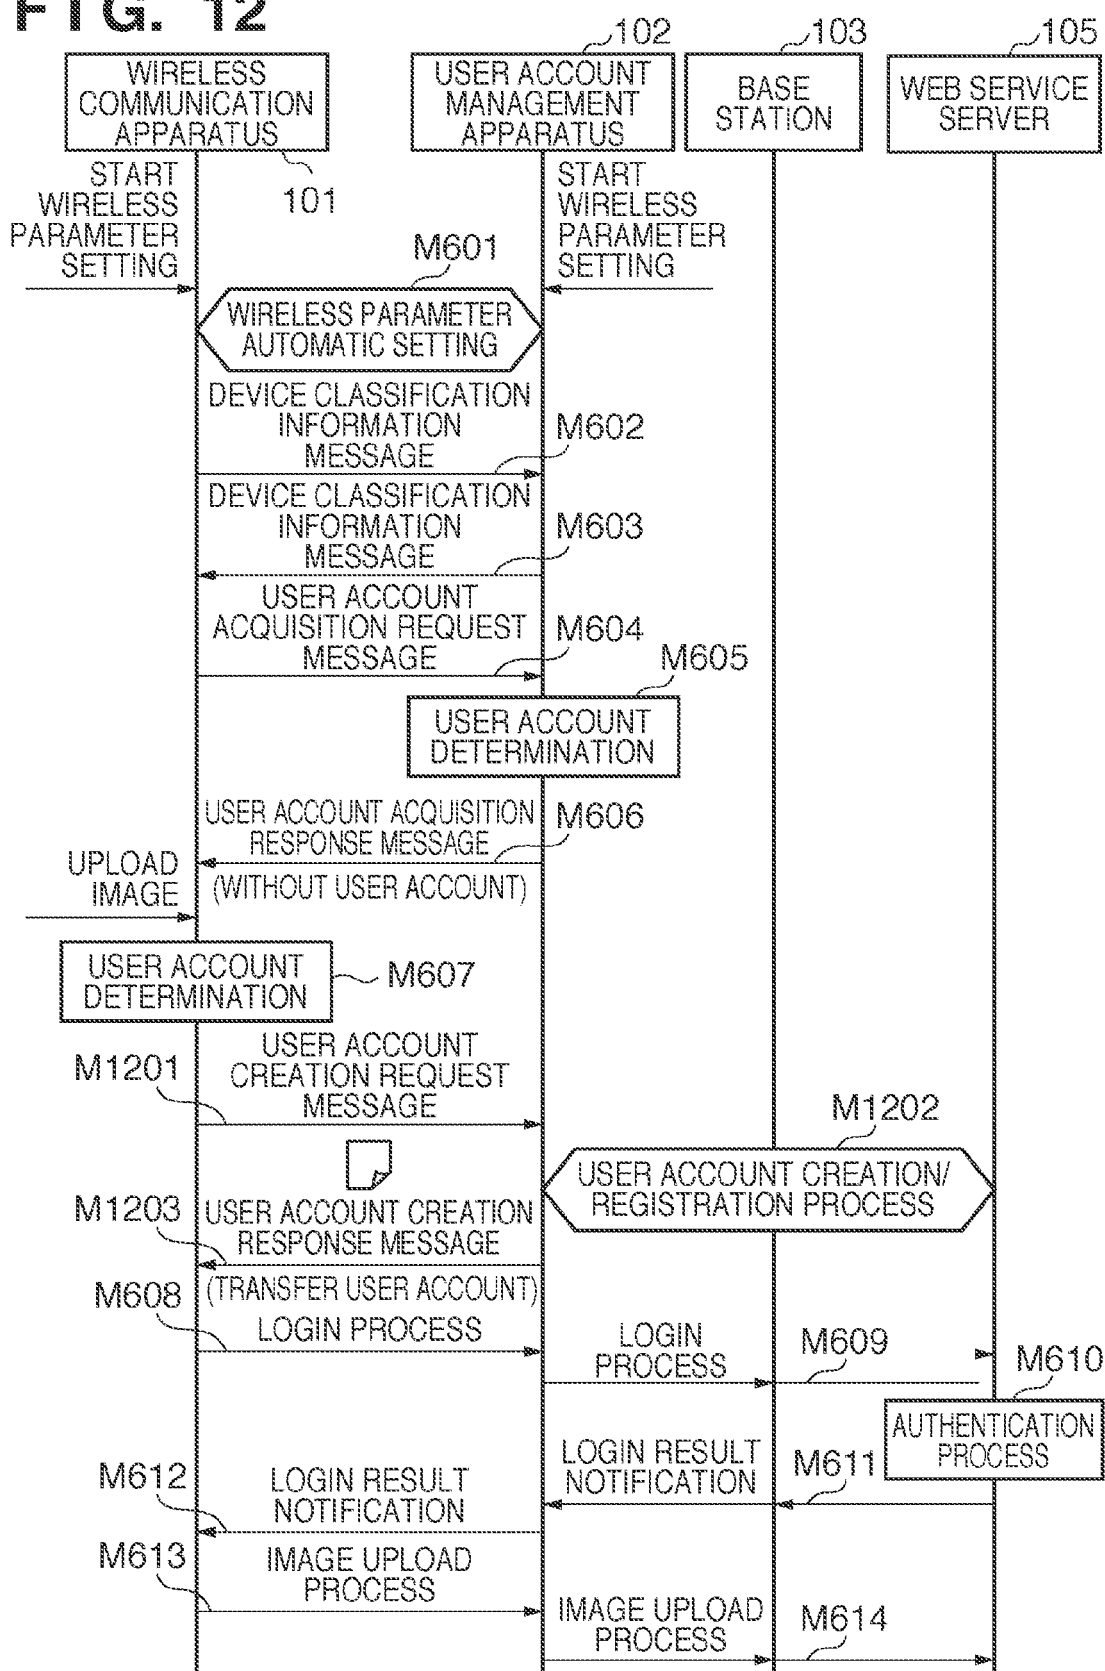 FIG. 12
102
103
105
WIRELESS
COMMUNICATION
APPARATUS
USER ACCOUNT
MANAGEMENT
APPARATUS
BASE
STATION
WEB SERVICE
SERVER
101
START
WIRELESS
PARAMETER
SETTING
START
WIRELESS
PARAMETER
SETTING
M601
WIRELESS PARAMETER
AUTOMATIC SETTING
DEVICE CLASSIFICATION
INFORMATION
MESSAGE
M602
DEVICE CLASSIFICATION
INFORMATION
MESSAGE
M603
USER ACCOUNT
ACQUISITION REQUEST
MESSAGE
M604
M605
USER ACCOUNT
DETERMINATION
USER ACCOUNT ACQUISITION
RESPONSE MESSAGE
M606
(WITHOUT USER ACCOUNT)
UPLOAD
IMAGE
USER ACCOUNT
DETERMINATION
M607
M1201
USER ACCOUNT
CREATION REQUEST
MESSAGE
M1202
USER ACCOUNT CREATION/
REGISTRATION PROCESS
M1203
USER ACCOUNT CREATION
RESPONSE MESSAGE
(TRANSFER USER ACCOUNT)
M608
LOGIN PROCESS
LOGIN
PROCESS
M609
M610
AUTHENTICATION
PROCESS
LOGIN RESULT
NOTIFICATION
M611
M612
LOGIN RESULT
NOTIFICATION
M613
IMAGE UPLOAD
PROCESS
IMAGE UPLOAD
PROCESS
M614